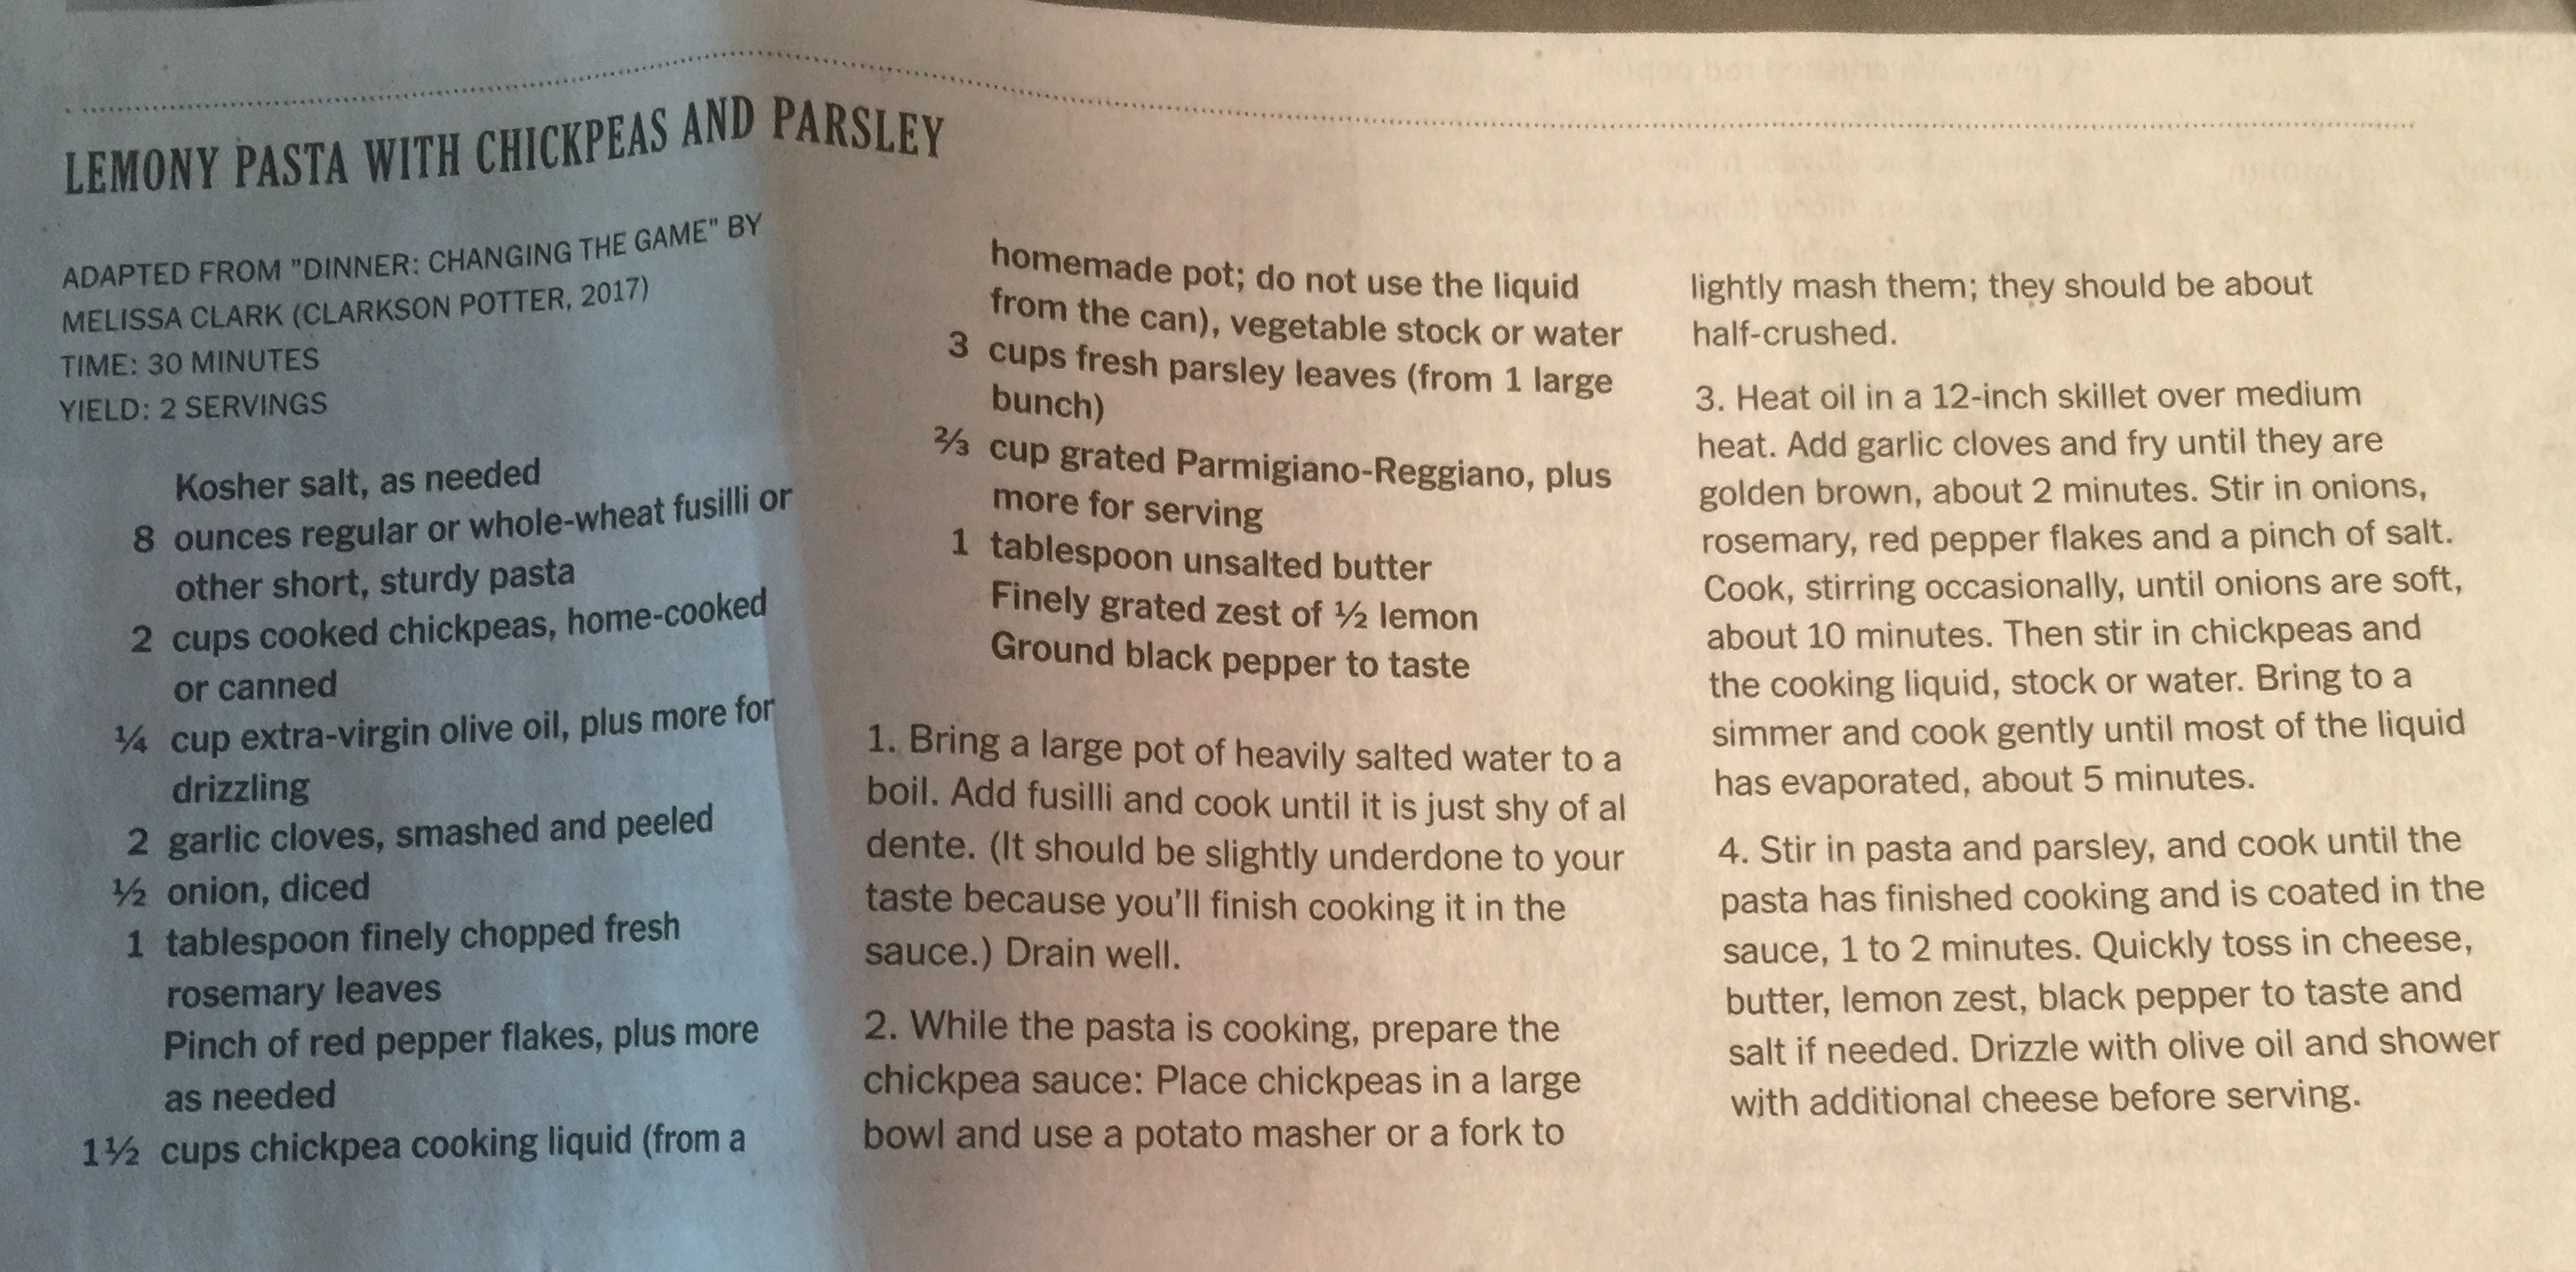 LEMONY PASTA WITH CHICKPEAS AND PARSLEY
ADAPTED FROM "DINNER: CHANGING THE GAME" BY
MELISSA CLARK (CLARKSON POTTER, 2017)
TIME: 30 MINUTES
YIELD: 2 SERVINGS
Kosher salt, as needed
8 ounces regular or whole-wheat fusilli or
other short, sturdy pasta
2 cups cooked chickpeas, home-cooked
or canned
¼ cup extra-virgin olive oil, plus more for
drizzling
2 garlic cloves, smashed and peeled
½ onion, diced
1 tablespoon finely chopped fresh
rosemary leaves
Pinch of red pepper flakes, plus more
as needed
1½ cups chickpea cooking liquid (from a
homemade pot; do not use the liquid
from the can), vegetable stock or water
3 cups fresh parsley leaves (from 1 large
bunch)
⅔ cup grated Parmigiano-Reggiano, plus
more for serving
1 tablespoon unsalted butter
Finely grated zest of ½ lemon
Ground black pepper to taste
1. Bring a large pot of heavily salted water to a
boil. Add fusilli and cook until it is just shy of al
dente. (It should be slightly underdone to your
taste because you'll finish cooking it in the
sauce.) Drain well.
2. While the pasta is cooking, prepare the
chickpea sauce: Place chickpeas in a large
bowl and use a potato masher or a fork to
lightly mash them; they should be about
half-crushed.
3. Heat oil in a 12-inch skillet over medium
heat. Add garlic cloves and fry until they are
golden brown, about 2 minutes. Stir in onions,
rosemary, red pepper flakes and a pinch of salt.
Cook, stirring occasionally, until onions are soft,
about 10 minutes. Then stir in chickpeas and
the cooking liquid, stock or water. Bring to a
simmer and cook gently until most of the liquid
has evaporated, about 5 minutes.
4. Stir in pasta and parsley, and cook until the
pasta has finished cooking and is coated in the
sauce, 1 to 2 minutes. Quickly toss in cheese,
butter, lemon zest, black pepper to taste and
salt if needed. Drizzle with olive oil and shower
with additional cheese before serving.